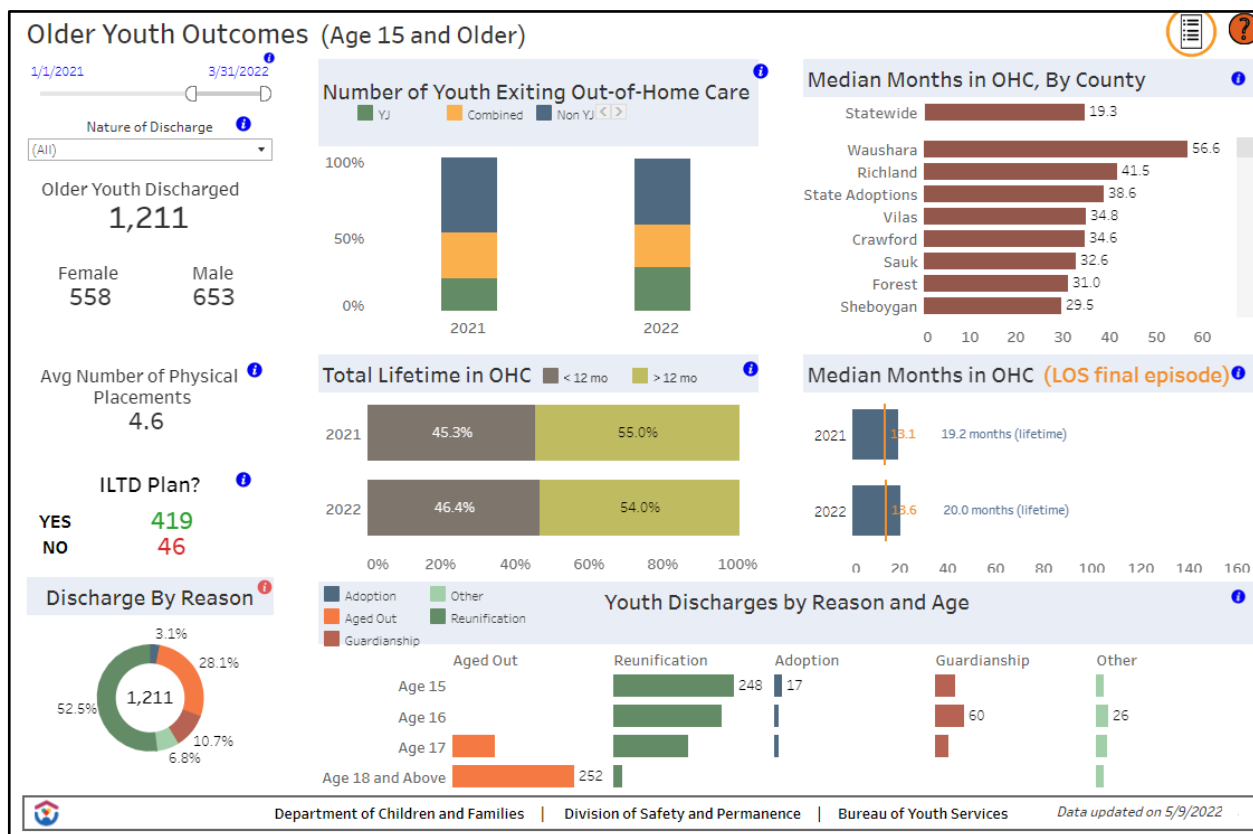 Older Youth Outcomes (Age 15 and Older)
?
1/1/2021 3/31/2022
Nature of Discharge
(All)
Older Youth Discharged
1,211
Female Male
558 653
Avg Number of Physical
Placements
4.6
ILTD Plan?
YES 419
NO 46
Discharge By Reason
3.1%
28.1%
1,211
52.5%
10.7%
6.8%
Number of Youth Exiting Out-of-Home Care
YJ Combined Non YJ
100%
50%
0%
2021 2022
Total Lifetime in OHC < 12 mo > 12 mo
2021 45.3% 55.0%
2022 46.4% 54.0%
0% 20% 40% 60% 80% 100%
Median Months in OHC, By County
Statewide 19.3
Waushara 56.6
Richland 41.5
State Adoptions 38.6
Vilas 34.8
Crawford 34.6
Sauk 32.6
Forest 31.0
Sheboygan 29.5
0 10 20 30 40 50 60
Median Months in OHC (LOS final episode)
2021 13.1 19.2 months (lifetime)
2022 13.6 20.0 months (lifetime)
0 20 40 60 80 100 120 140 160
Adoption Other
Aged Out Reunification
Guardianship
Youth Discharges by Reason and Age
Aged Out Reunification Adoption Guardianship Other
Age 15 248 17
Age 16 60 26
Age 17
Age 18 and Above 252
Department of Children and Families | Division of Safety and Permanence | Bureau of Youth Services Data updated on 5/9/2022